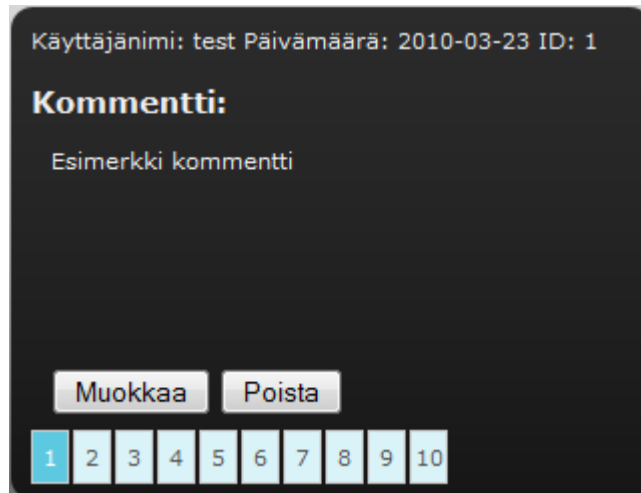 Käyttäjänimi: test Päivämäärä: 2010-03-23 ID: 1
Kommentti:
Esimerkki kommentti
Muokkaa Poista
1 2 3 4 5 6 7 8 9 10